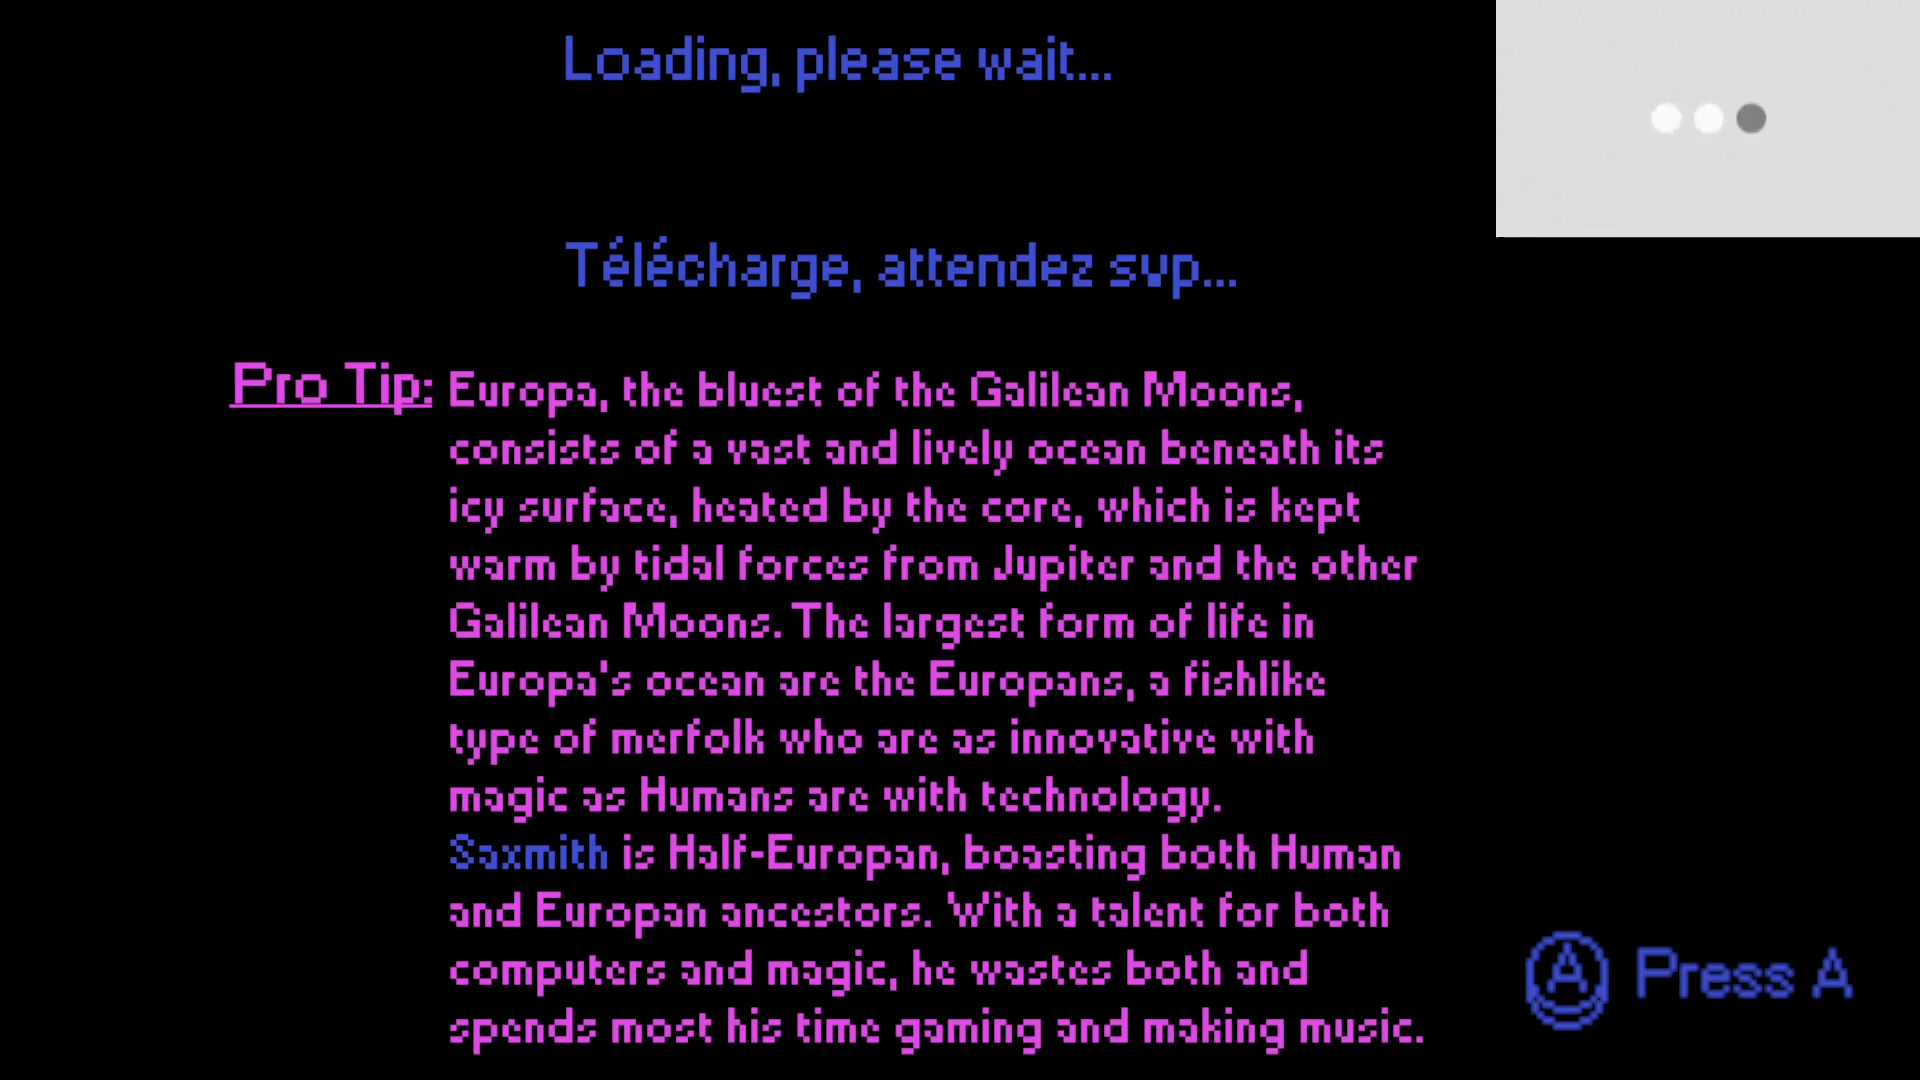 Loading, please wait...
Télécharge, attendez svp...
Pro Tip: Europa, the bluest of the Galilean Moons,
consists of a vast and lively ocean beneath its
icy surface, heated by the core, which is kept
warm by tidal forces from Jupiter and the other
Galilean Moons. The largest form of life in
Europa's ocean are the Europans, a fishlike
type of merfolk who are as innovative with
magic as Humans are with technology.
Saxmith is Half-Europan, boasting both Human
and Europan ancestors. With a talent for both
computers and magic, he wastes both and
spends most his time gaming and making music.
A Press A